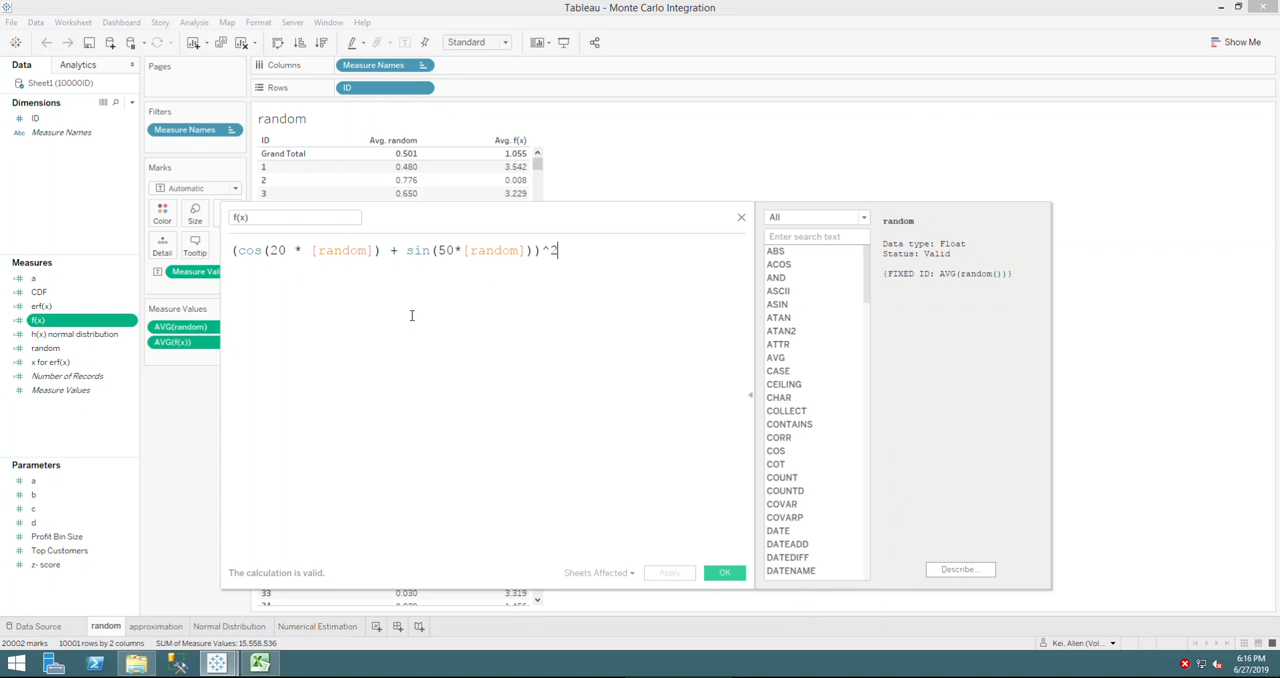 Tableau - Monte Carlo Integration
File Data Worksheet Dashboard Story Analysis Map Format Server Window Help
Standard
Show Me
Data Analytics
Sheet1 (10000ID)
Dimensions
ID
Abc Measure Names
Measures
a
CDF
erf(x)
f(x)
h(x) normal distribution
random
x for erf(x)
Number of Records
Measure Values
Parameters
a
b
c
d
Profit Bin Size
Top Customers
z- score
Pages
Filters
Measure Names
Marks
Automatic
Color Size
Detail Tooltip
Measure Val
Measure Values
AVG(random)
AVG(f(x))
Columns Measure Names
Rows ID
random
ID Avg. random Avg. f(x)
Grand Total 0.501 1.055
1 0.480 3.542
2 0.776 0.008
3 0.650 3.229
f(x)
(cos(20 * [random]) + sin(50*[random]))^2
The calculation is valid.
Sheets Affected Apply OK
All
Enter search text
ABS
ACOS
AND
ASCII
ASIN
ATAN
ATAN2
ATTR
AVG
CASE
CEILING
CHAR
COLLECT
CONTAINS
CORR
COS
COT
COUNT
COUNTD
COVAR
COVARP
DATE
DATEADD
DATEDIFF
DATENAME
random
Data type: Float
Status: Valid
{FIXED ID: AVG(random())}
Describe...
33 0.030 3.319
Data Source random approximation Normal Distribution Numerical Estimation
20002 marks 10001 rows by 2 columns SUM of Measure Values: 15,558.536
Kei, Allen (Vol...
6:16 PM
6/27/2019